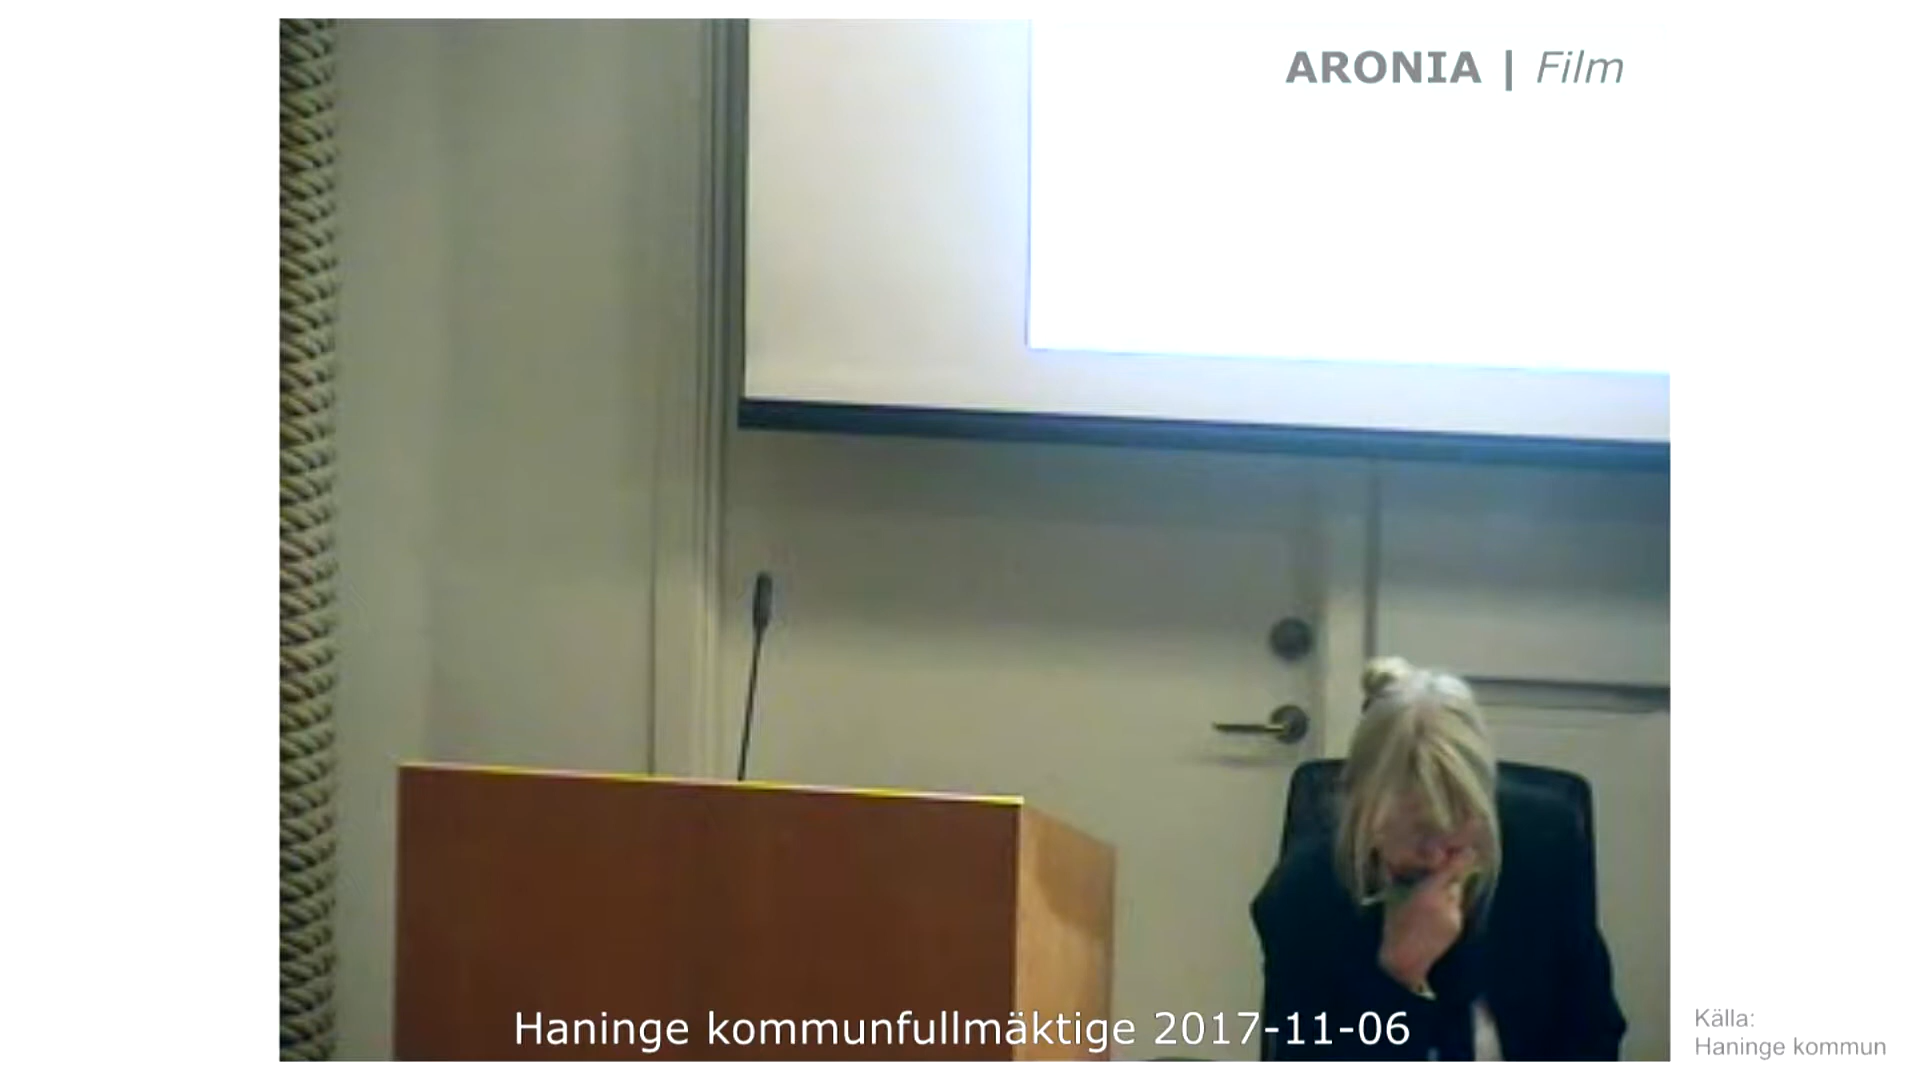 ARONIA | Film
Haninge kommunfullmäktige 2017-11-06
Källa:
Haninge kommun